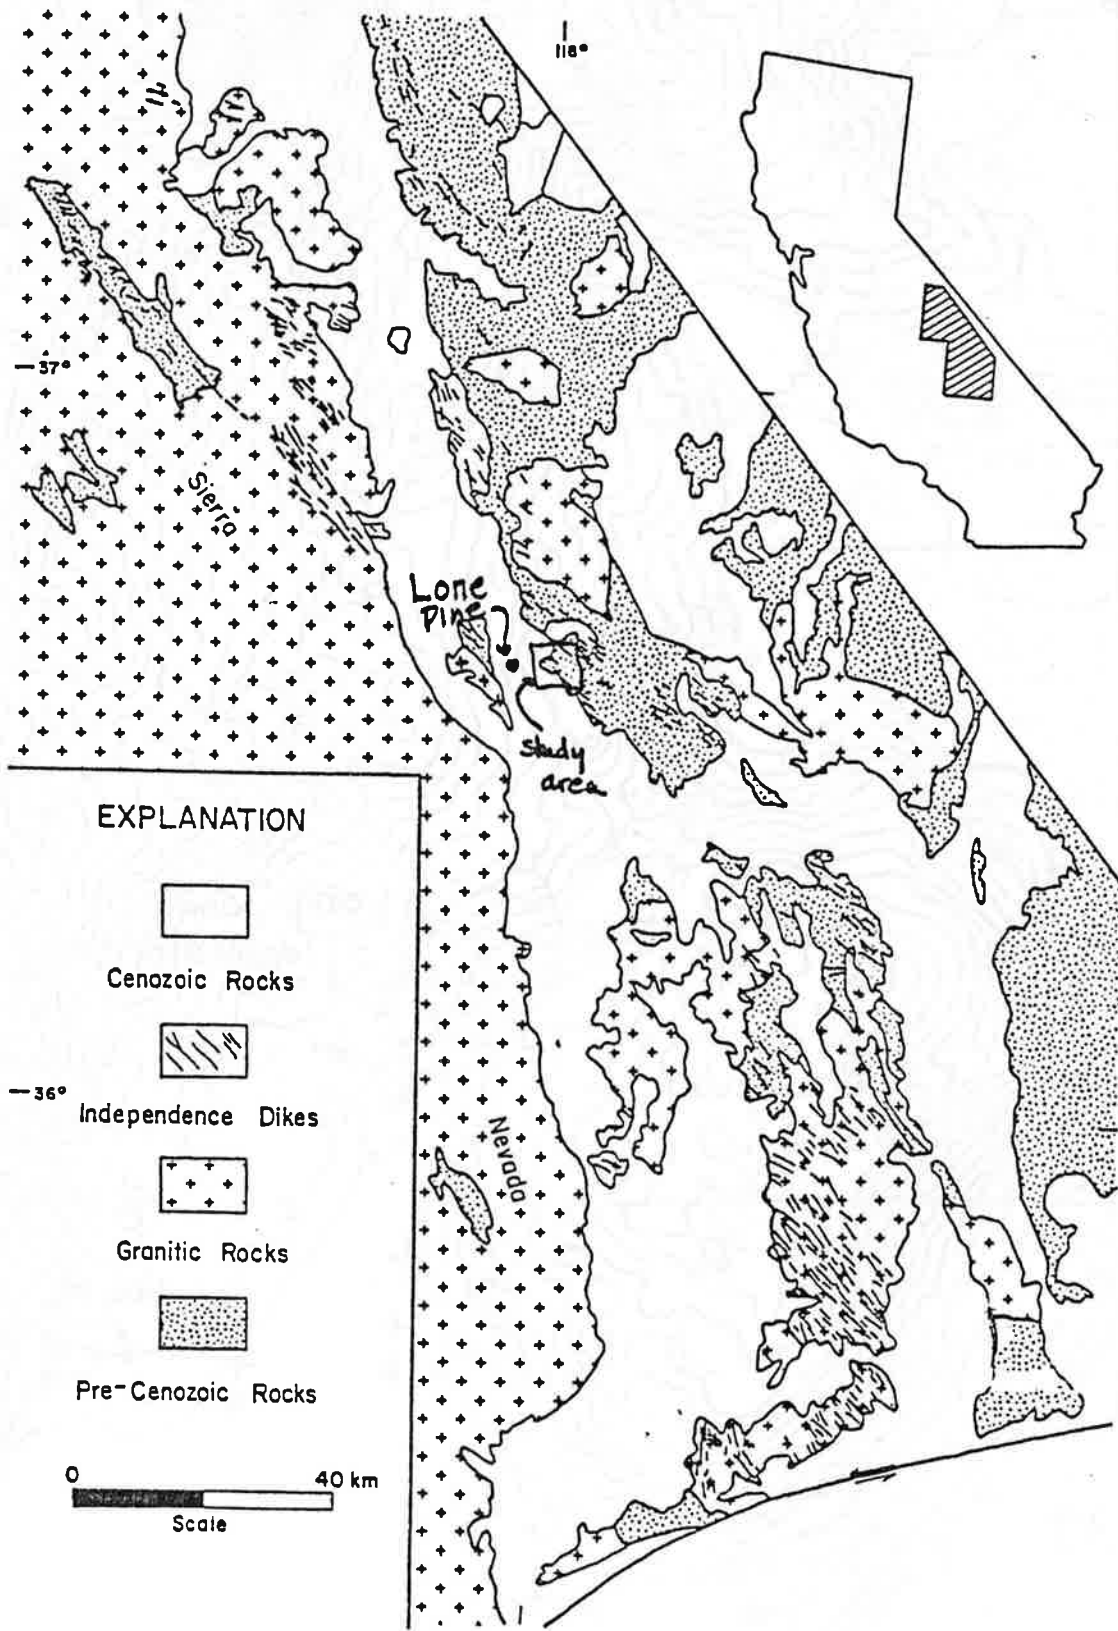 118°
37°
Sierra
Lone
Pine
study
area
EXPLANATION
Cenozoic Rocks
Independence Dikes
36°
Granitic Rocks
Nevada
Pre-Cenozoic Rocks
0 40 km
Scale